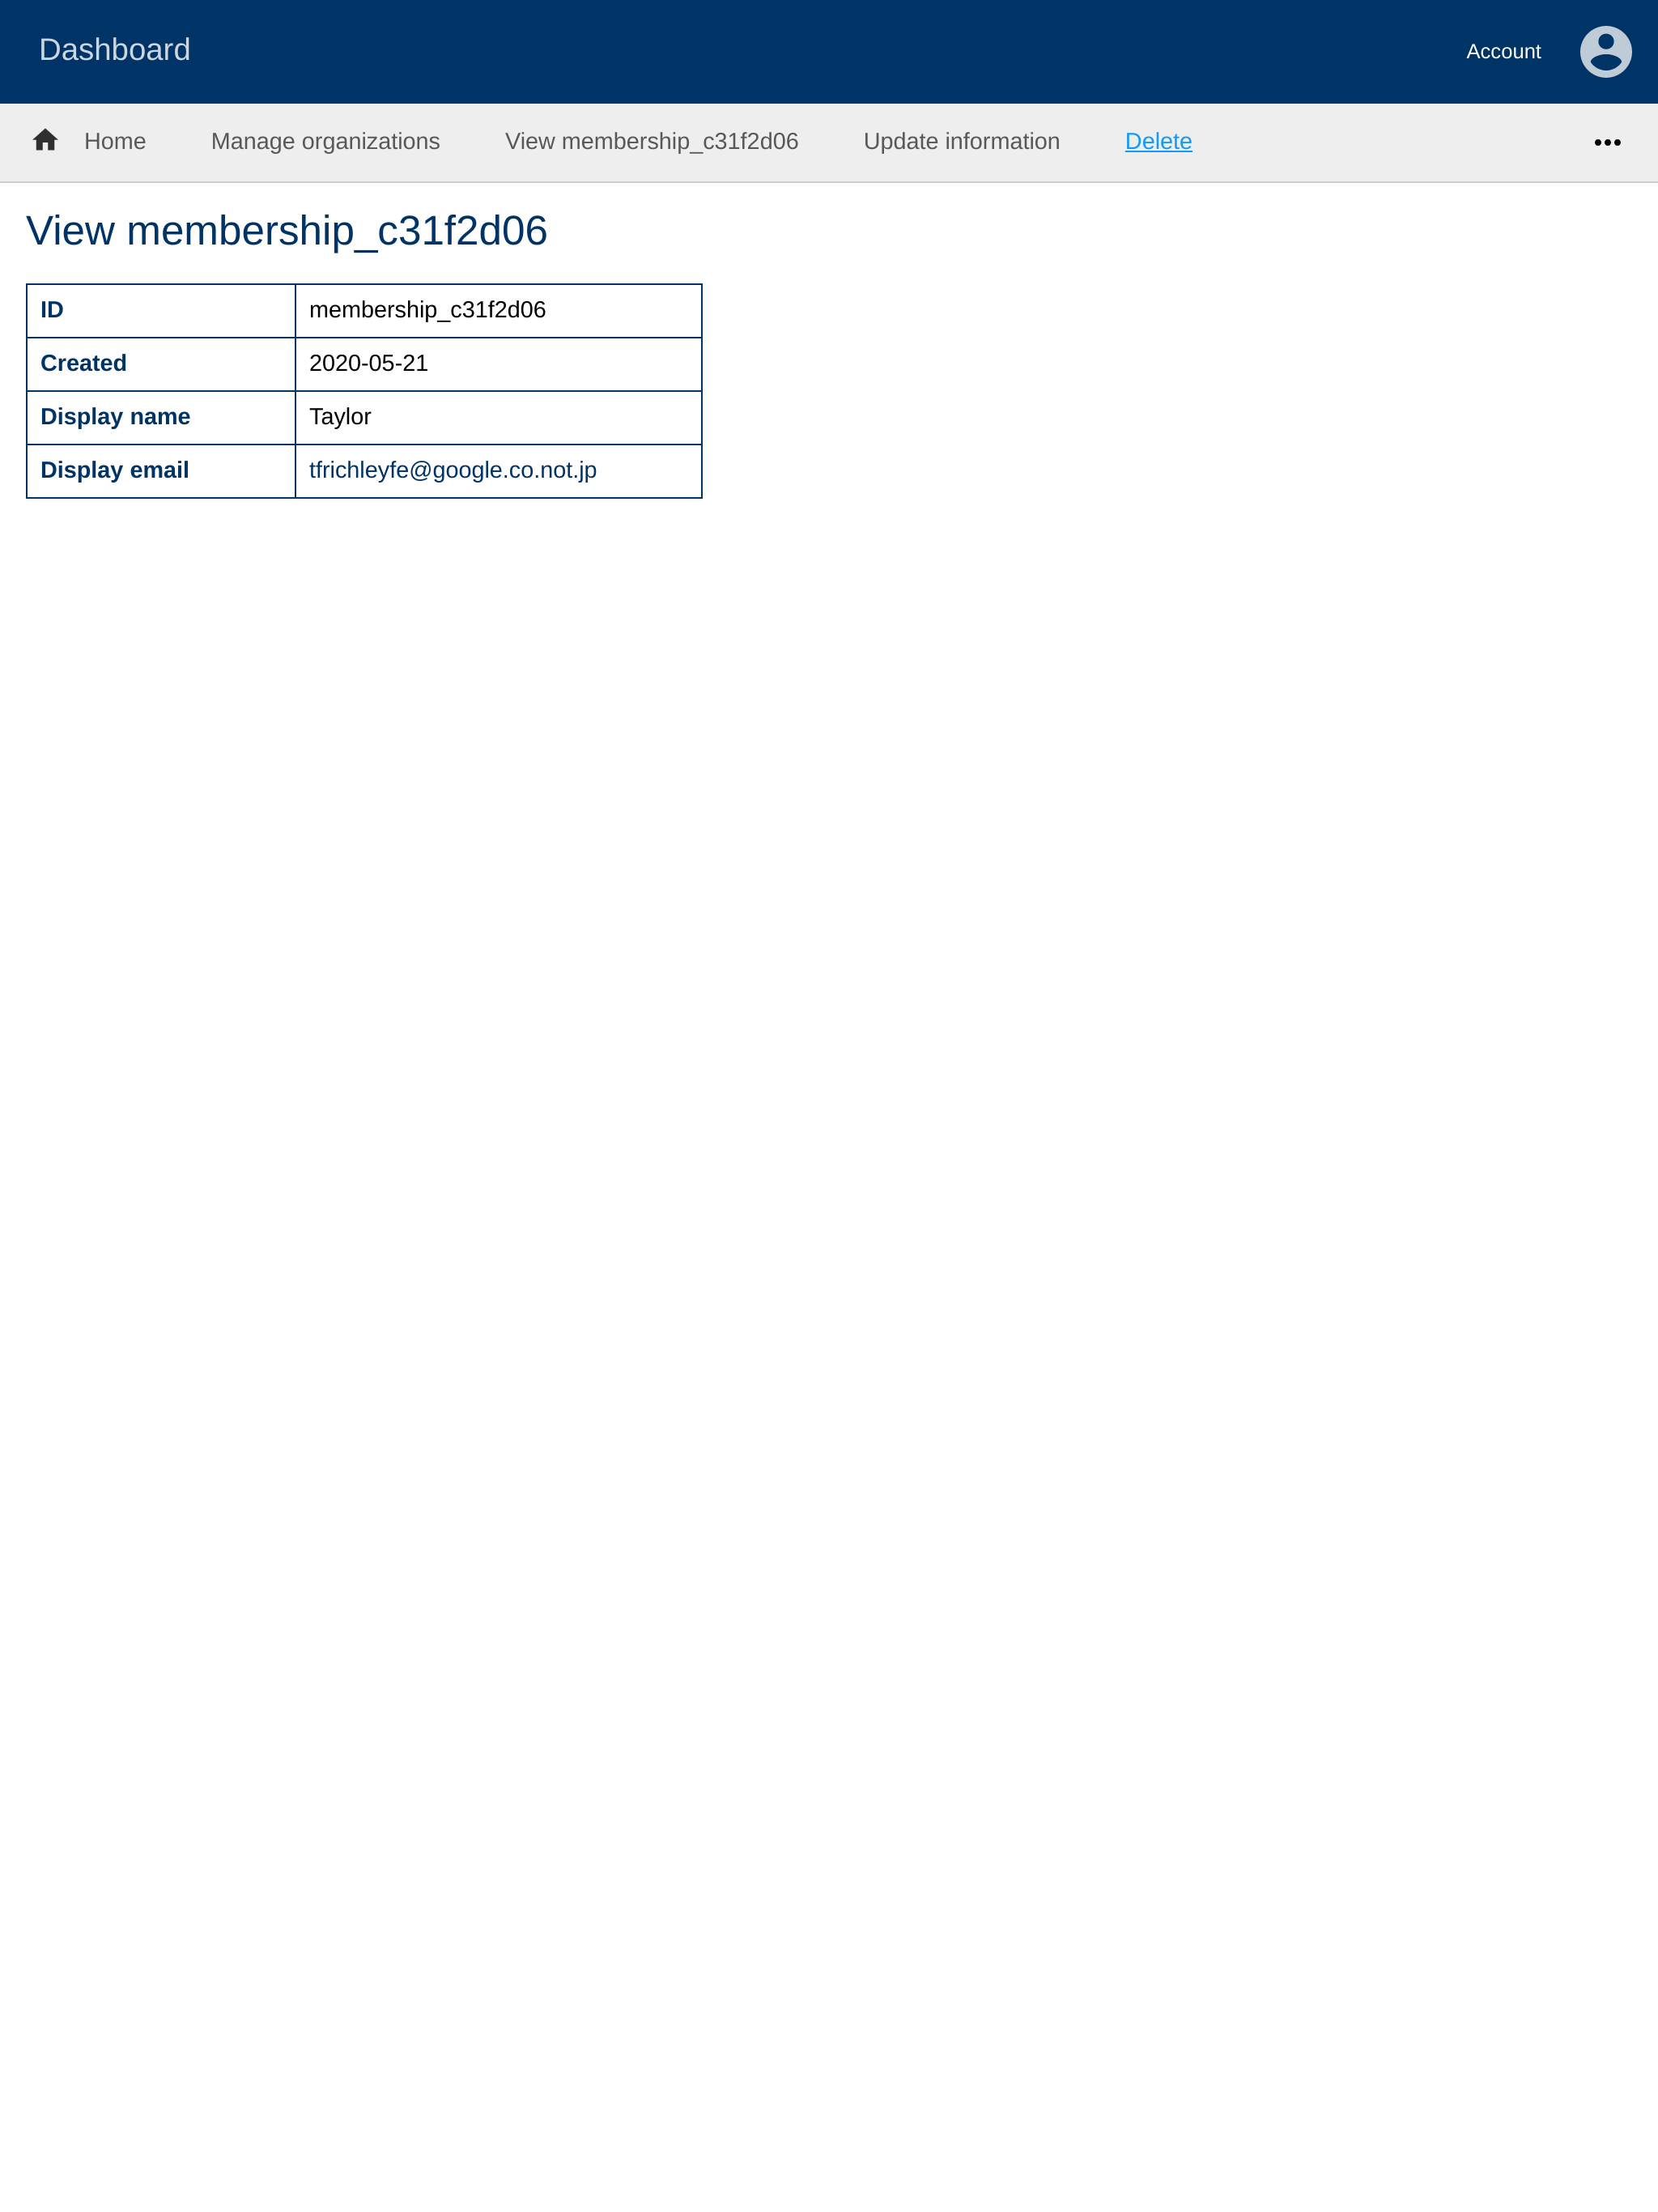 Dashboard
Account
Home Manage organizations View membership_c31f2d06 Update information Delete
View membership_c31f2d06
ID membership_c31f2d06
Created 2020-05-21
Display name Taylor
Display email tfrichleyfe@google.co.not.jp